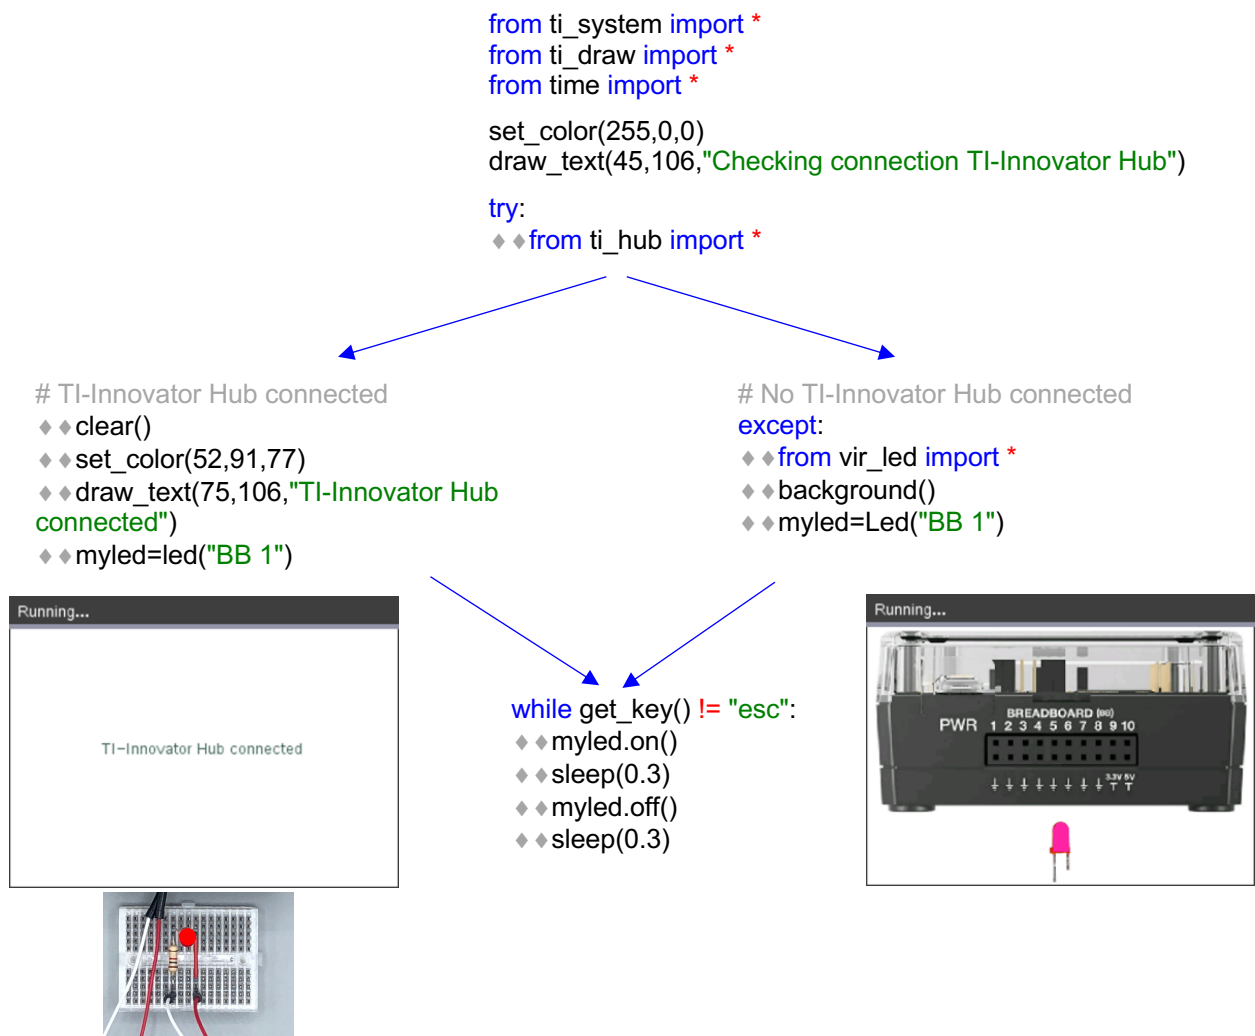 from ti_system import *
from ti_draw import *
from time import *
set_color(255,0,0)
draw_text(45,106,"Checking connection TI-Innovator Hub")
try:
♦♦from ti_hub import *
# TI-Innovator Hub connected
♦♦clear()
♦♦set_color(52,91,77)
♦♦draw_text(75,106,"TI-Innovator Hub
connected")
♦♦myled=led("BB 1")
# No TI-Innovator Hub connected
except:
♦♦from vir_led import *
♦♦background()
♦♦myled=Led("BB 1")
Running...
TI-Innovator Hub connected
while get_key() != "esc":
♦♦myled.on()
♦♦sleep(0.3)
♦♦myled.off()
♦♦sleep(0.3)
Running...
BREADBOARD (BB)
PWR 1 2 3 4 5 6 7 8 9 10
3.3V 5V